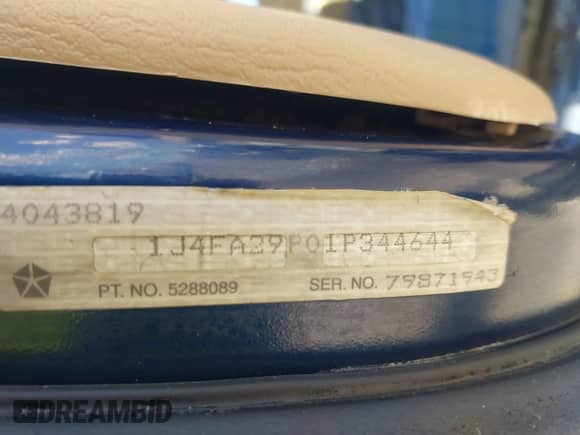 4043819
1J4FA29P01P344644
PT. NO. 5288089
SER. NO. 79871943
DREAMBID